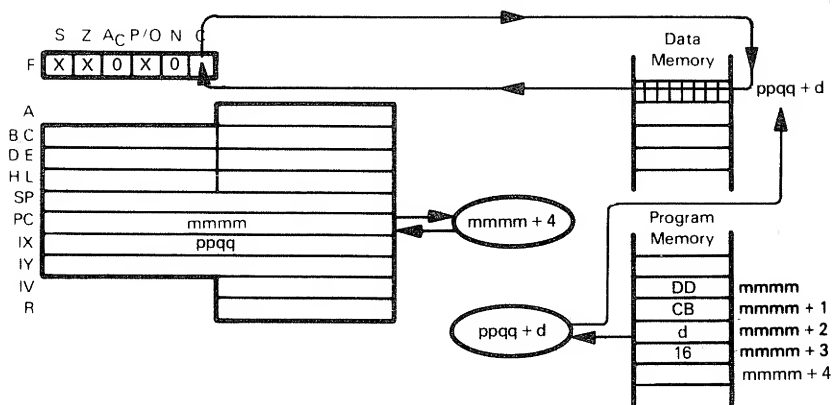 S Z AC P/O N C
F X X 0 X 0
Data
Memory
ppqq + d
A
B C
D E
H L
SP
PC mmmm
mmmm + 4
IX ppqq
IY
IV
R
Program
Memory
DD mmmm
CB mmmm + 1
ppqq + d
d mmmm + 2
16 mmmm + 3
mmmm + 4